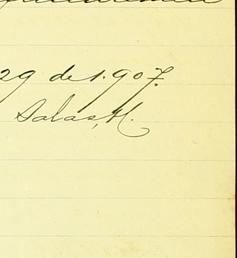 29 de 1.907.
Salas, H.